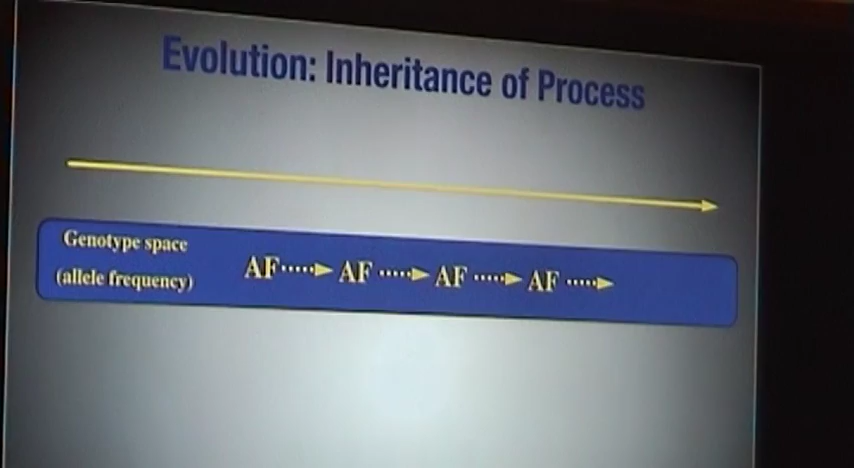 Evolution: Inheritance of Process
Genotype space
(allele frequency)
AF AF AF AF